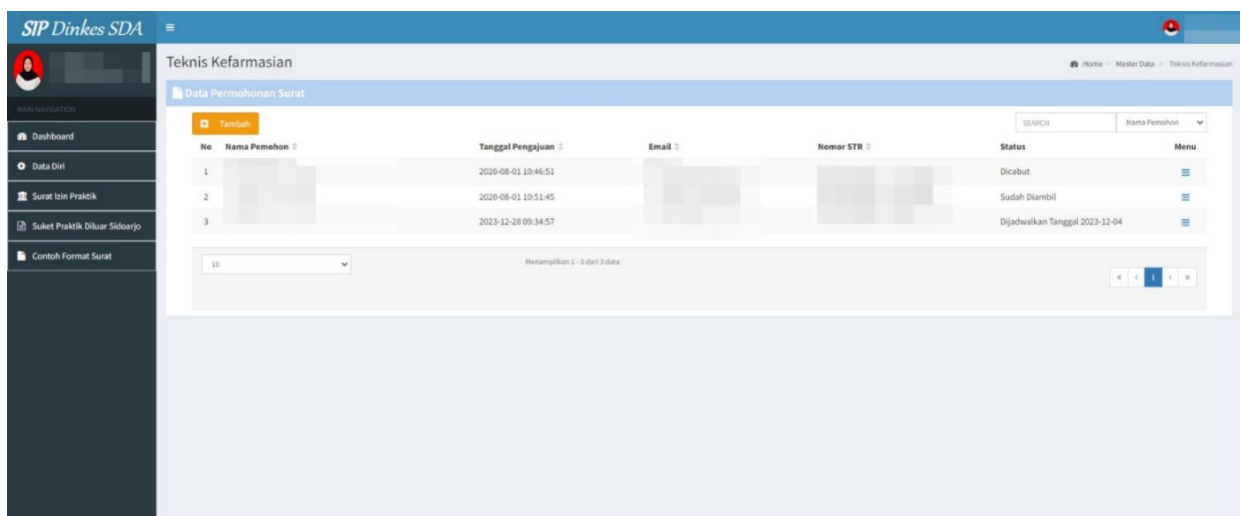 SIP Dinkes SDA
Teknis Kefarmasian
Home > Master Data > Teknis Kefarmasian
MAIN NAVIGATION
Dashboard
Data Diri
Surat Izin Praktik
Suket Praktik Diluar Sidoarjo
Contoh Format Surat
Data Permohonan Surat
Tambah
SEARCH Nama Pemohon
No Nama Pemohon Tanggal Pengajuan Email Nomor STR Status Menu
1 2020-08-01 10:46:51 Dicabut
2 2020-08-01 10:51:45 Sudah Diambil
3 2023-12-28 09:34:57 Dijadwalkan Tanggal 2023-12-04
10 Menampilkan 1 - 3 dari 3 data
« ‹ 1 › »